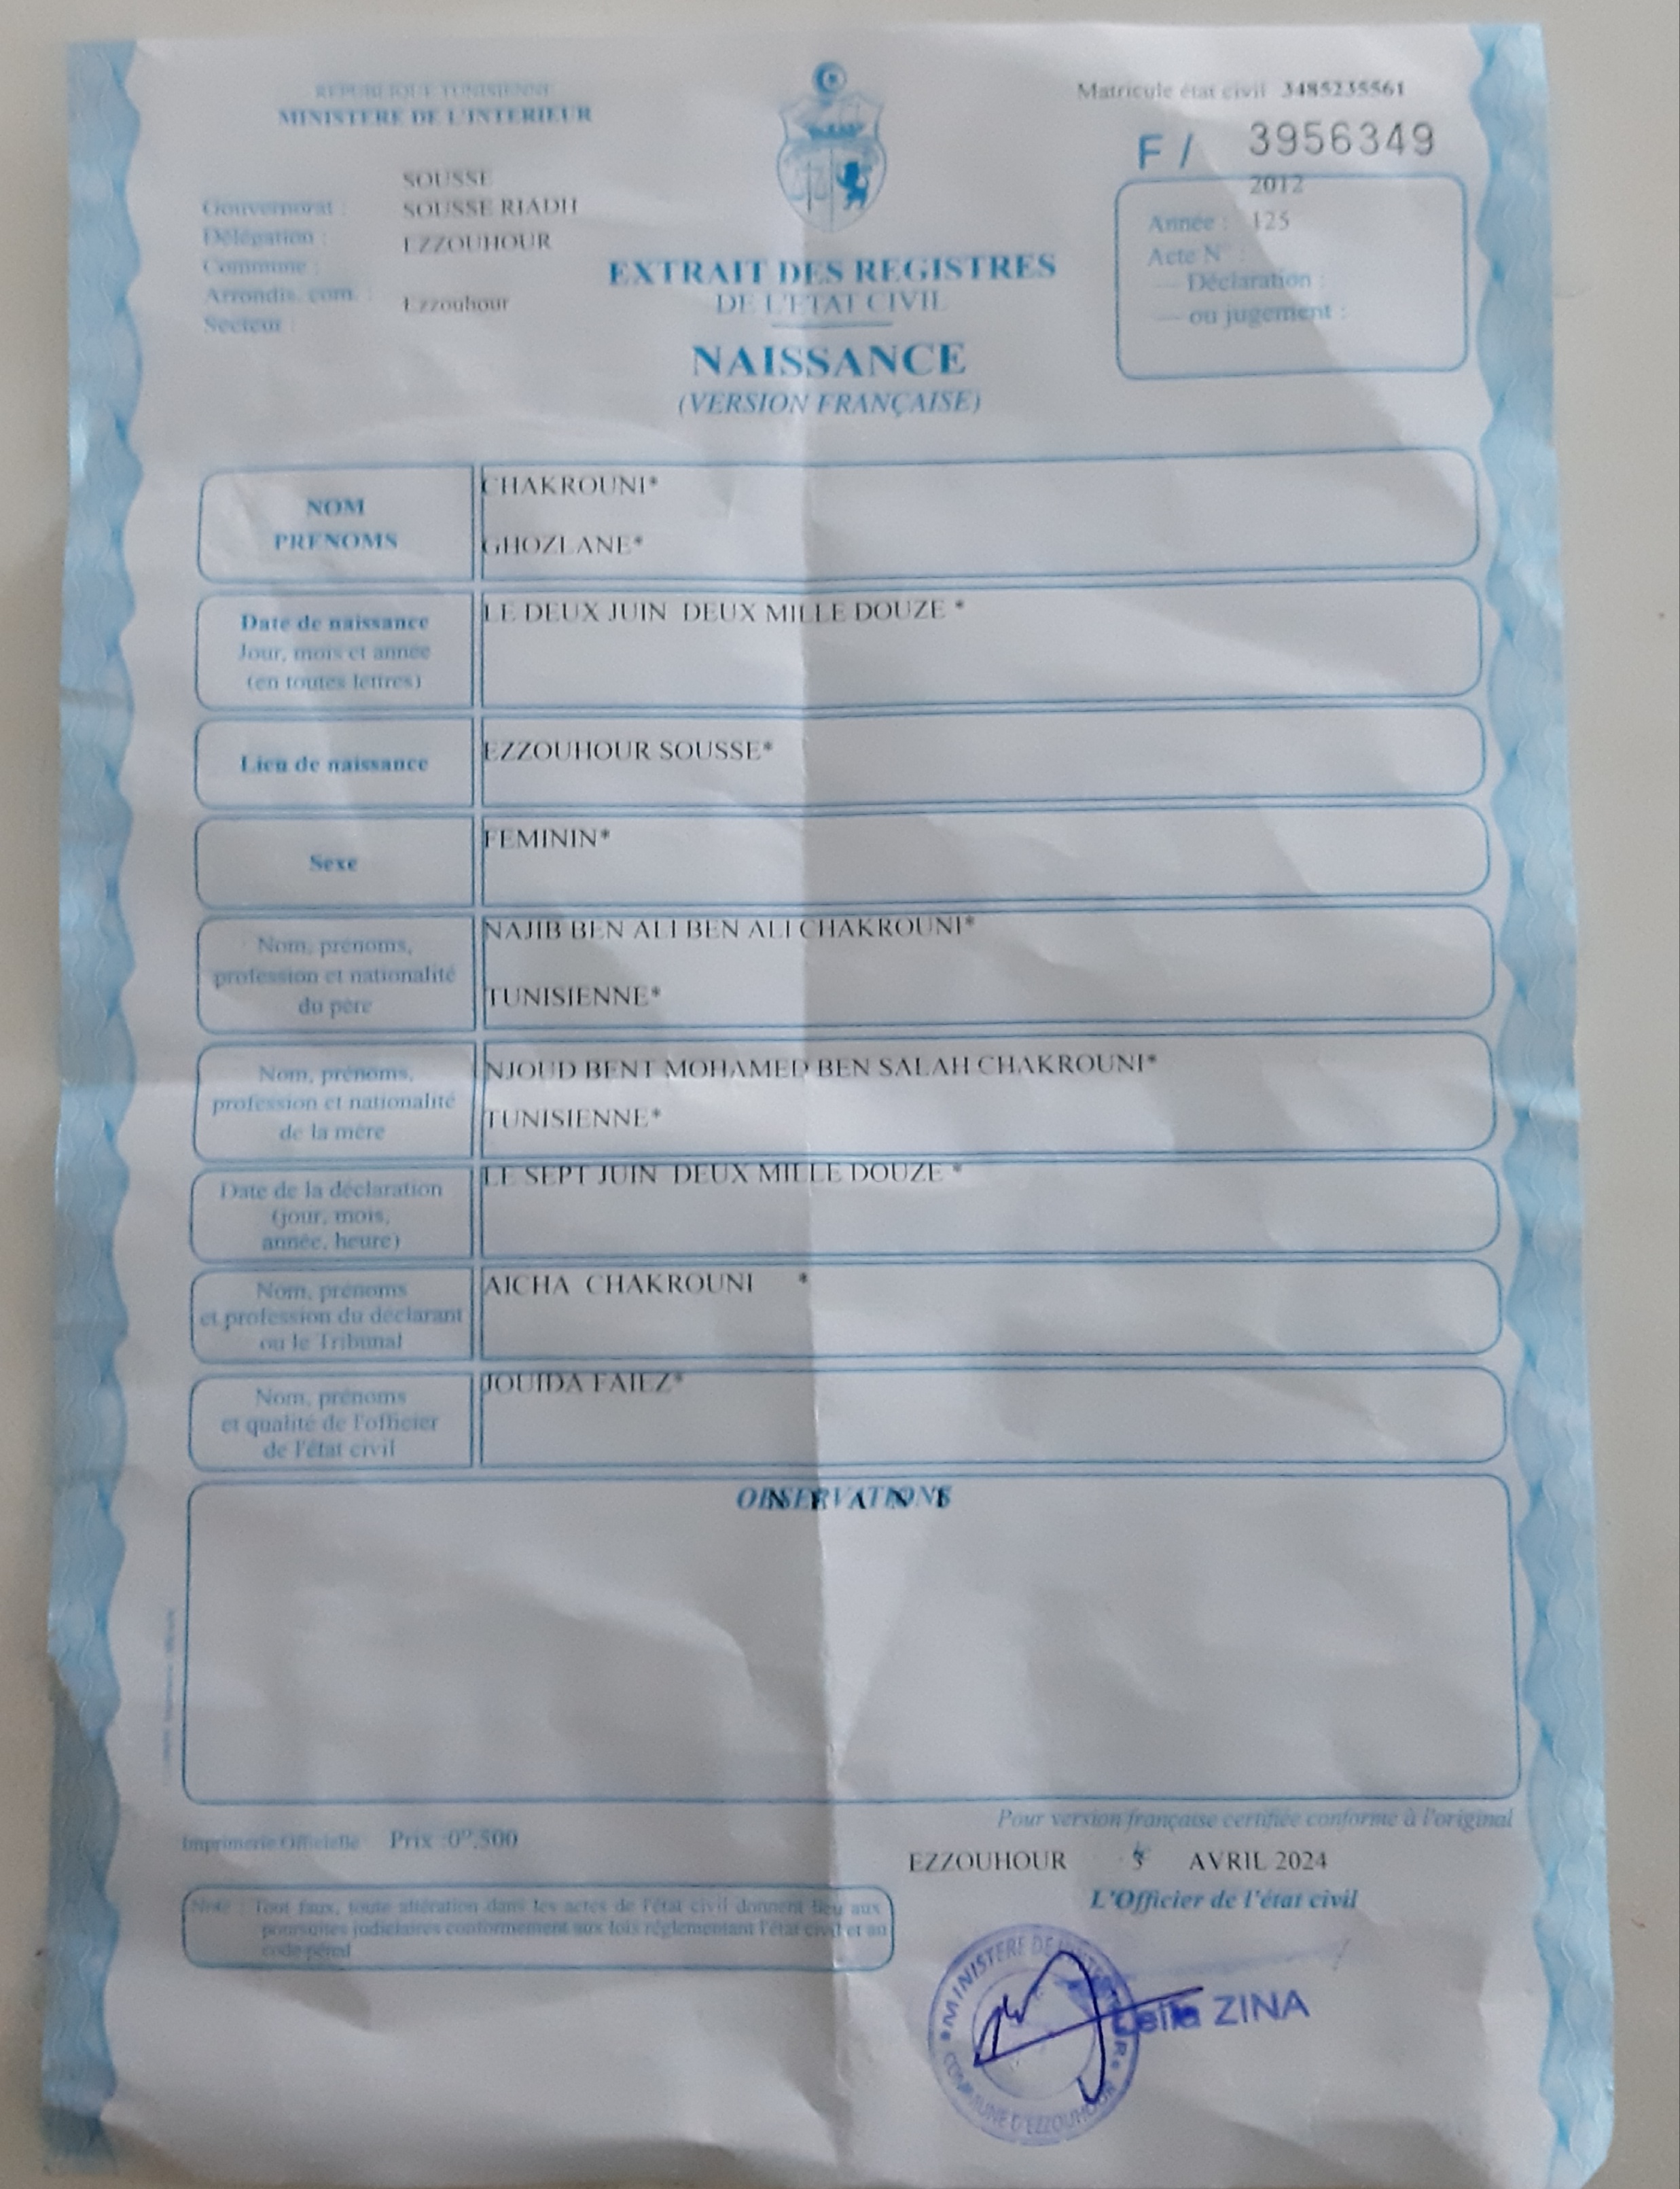 REPUBLIQUE TUNISIENNE
MINISTERE DE L'INTERIEUR
Matricule état civil 3485235561
F / 3956349
Gouvernorat : SOUSSE
Délégation : SOUSSE RIADH
Commune : EZZOUHOUR
Arrondis. com. :
Secteur : Ezzouhour
2012
Année : 125
Acte N° :
— Déclaration :
— ou jugement :
EXTRAIT DES REGISTRES
DE L'ETAT CIVIL
NAISSANCE
(VERSION FRANÇAISE)
NOM
PRENOMS
CHAKROUNI*
GHOZLANE*
Date de naissance
Jour, mois et année
(en toutes lettres)
LE DEUX JUIN DEUX MILLE DOUZE *
Lieu de naissance
EZZOUHOUR SOUSSE*
Sexe
FEMININ*
Nom, prénoms,
profession et nationalité
du père
NAJIB BEN ALI BEN ALI CHAKROUNI*
TUNISIENNE*
Nom, prénoms,
profession et nationalité
de la mère
NJOUD BENT MOHAMED BEN SALAH CHAKROUNI*
TUNISIENNE*
Date de la déclaration
(jour, mois,
année, heure)
LE SEPT JUIN DEUX MILLE DOUZE *
Nom, prénoms
et profession du déclarant
ou le Tribunal
AICHA CHAKROUNI *
Nom, prénoms
et qualité de l'officier
de l'état civil
JOUIDA FAIEZ*
OBSERVATIONS
Imprimerie Officielle Prix :0ᴰ.500
Pour version française certifiée conforme à l'original
EZZOUHOUR AVRIL 2024
L'Officier de l'état civil
Note : Tout faux, toute altération dans les actes de l'état civil donnent lieu aux
poursuites judiciaires conformement aux lois réglementant l'état civil et au
code pénal
MINISTERE DE L'INTERIEUR
COMMUNE D'EZZOUHOUR
Leila ZINA